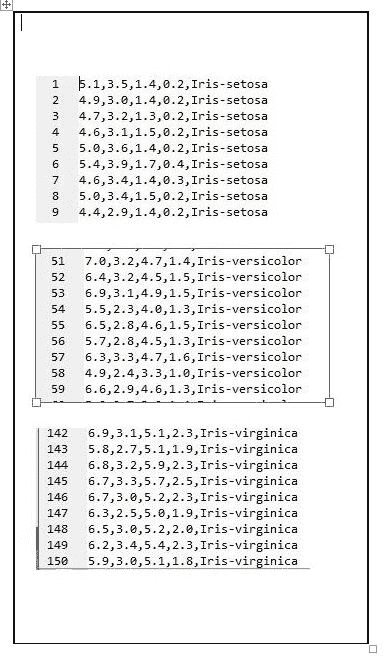 1 5.1,3.5,1.4,0.2,Iris-setosa
2 4.9,3.0,1.4,0.2,Iris-setosa
3 4.7,3.2,1.3,0.2,Iris-setosa
4 4.6,3.1,1.5,0.2,Iris-setosa
5 5.0,3.6,1.4,0.2,Iris-setosa
6 5.4,3.9,1.7,0.4,Iris-setosa
7 4.6,3.4,1.4,0.3,Iris-setosa
8 5.0,3.4,1.5,0.2,Iris-setosa
9 4.4,2.9,1.4,0.2,Iris-setosa
51 7.0,3.2,4.7,1.4,Iris-versicolor
52 6.4,3.2,4.5,1.5,Iris-versicolor
53 6.9,3.1,4.9,1.5,Iris-versicolor
54 5.5,2.3,4.0,1.3,Iris-versicolor
55 6.5,2.8,4.6,1.5,Iris-versicolor
56 5.7,2.8,4.5,1.3,Iris-versicolor
57 6.3,3.3,4.7,1.6,Iris-versicolor
58 4.9,2.4,3.3,1.0,Iris-versicolor
59 6.6,2.9,4.6,1.3,Iris-versicolor
142 6.9,3.1,5.1,2.3,Iris-virginica
143 5.8,2.7,5.1,1.9,Iris-virginica
144 6.8,3.2,5.9,2.3,Iris-virginica
145 6.7,3.3,5.7,2.5,Iris-virginica
146 6.7,3.0,5.2,2.3,Iris-virginica
147 6.3,2.5,5.0,1.9,Iris-virginica
148 6.5,3.0,5.2,2.0,Iris-virginica
149 6.2,3.4,5.4,2.3,Iris-virginica
150 5.9,3.0,5.1,1.8,Iris-virginica